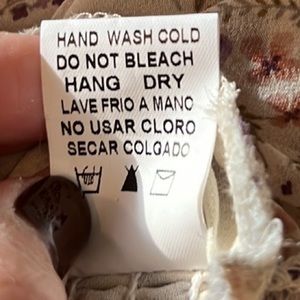 HAND WASH COLD
DO NOT BLEACH
HANG DRY
LAVE FRIO A MANO
NO USAR CLORO
SECAR COLGADO